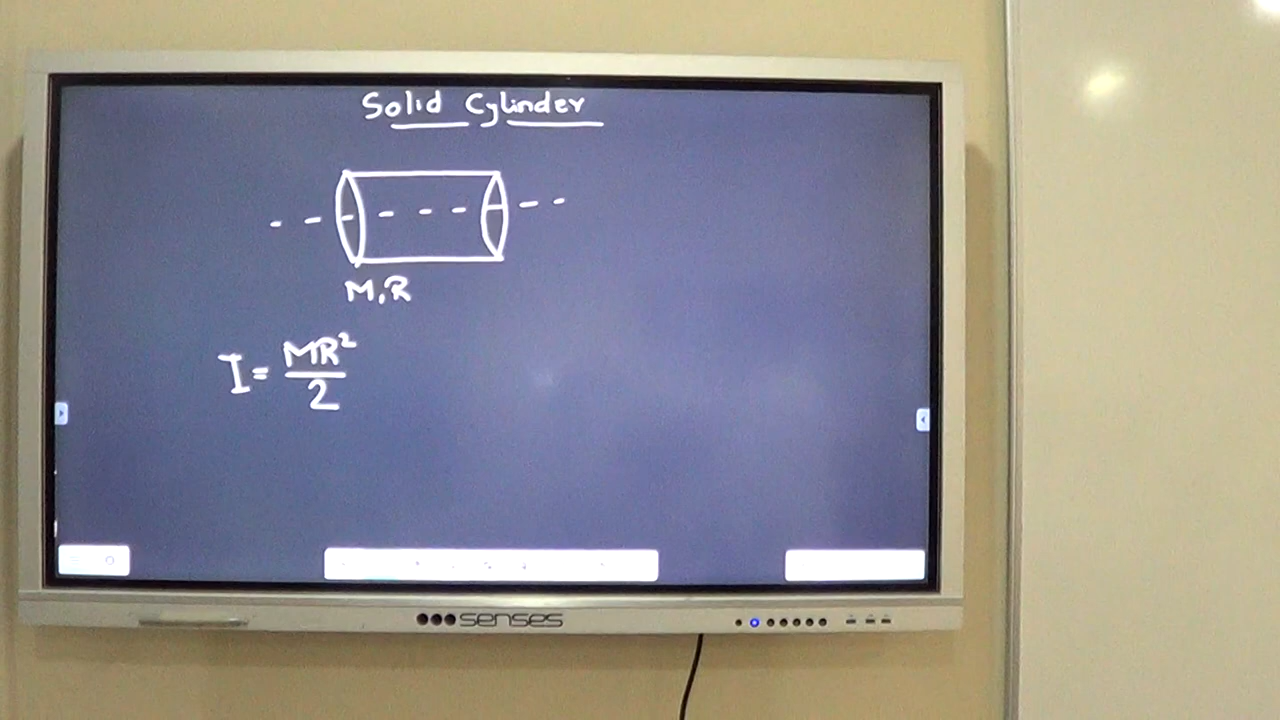 Solid Cylinder
M, R
I = MR²/2
senses